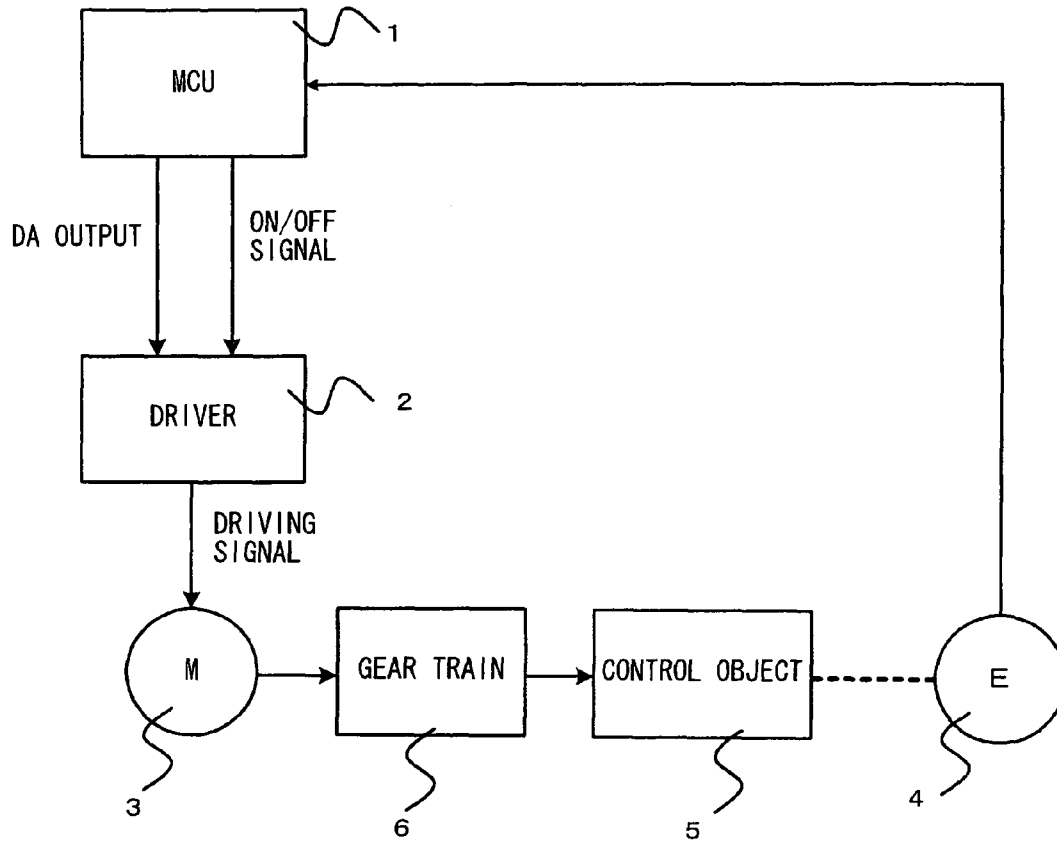 1
MCU
DA OUTPUT
ON/OFF
SIGNAL
2
DRIVER
DRIVING
SIGNAL
M
GEAR TRAIN
CONTROL OBJECT
E
3
6
5
4